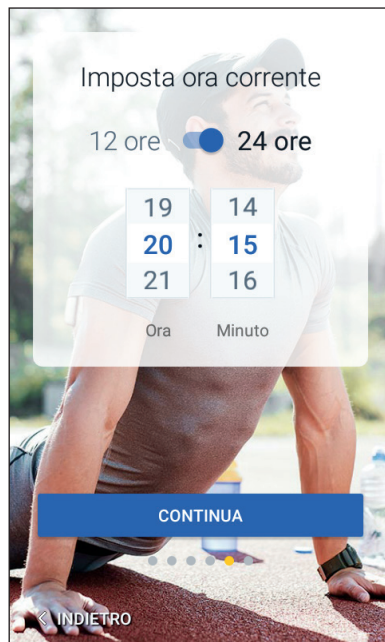 Imposta ora corrente
12 ore 24 ore
19 14
20 : 15
21 16
Ora Minuto
CONTINUA
< INDIETRO